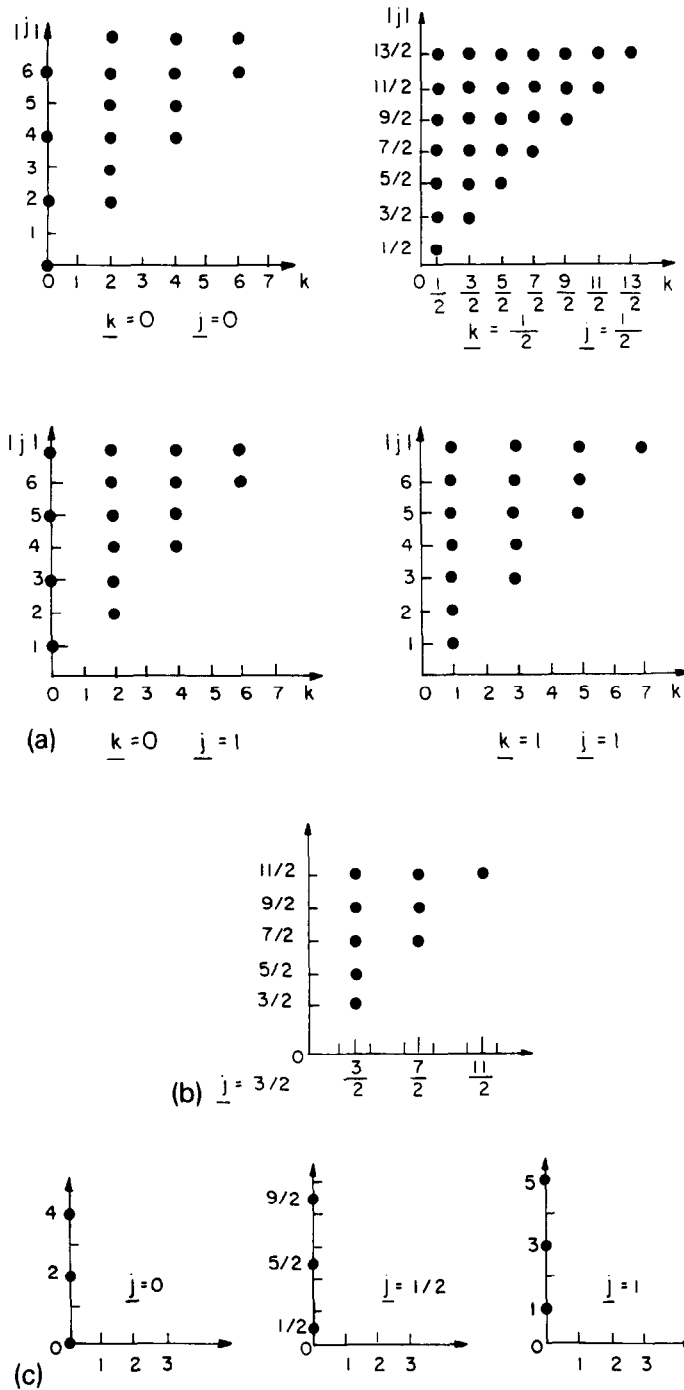 |j|
6
5
4
3
2
1
0
0 1 2 3 4 5 6 7 k
k = 0 j = 0
|j|
13/2
11/2
9/2
7/2
5/2
3/2
1/2
0 1/2 3/2 5/2 7/2 9/2 11/2 13/2 k
k = 1/2 j = 1/2
|j|
6
5
4
3
2
1
0 1 2 3 4 5 6 7 k
(a) k = 0 j = 1
|j|
6
5
4
3
2
1
0 1 2 3 4 5 6 7 k
k = 1 j = 1
11/2
9/2
7/2
5/2
3/2
0
3/2 7/2 11/2
(b) j = 3/2
4
2
0
1 2 3
j = 0
9/2
5/2
1/2
0
1 2 3
j = 1/2
5
3
1
0
1 2 3
j = 1
(c)